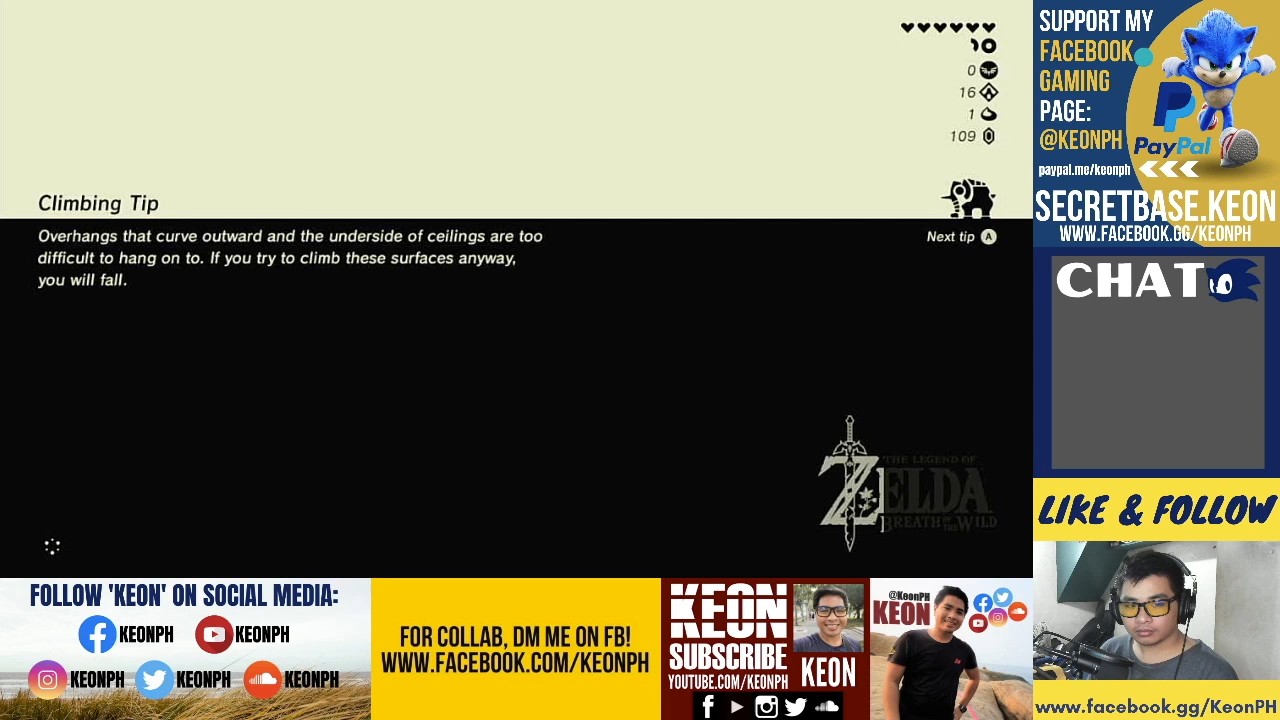 0
16
1
109
Climbing Tip
Overhangs that curve outward and the underside of ceilings are too
difficult to hang on to. If you try to climb these surfaces anyway,
you will fall.
Next tip A
THE LEGEND OF
ZELDA
BREATH OF THE WILD
SUPPORT MY
FACEBOOK
GAMING
PAGE:
@KEONPH
PayPal
paypal.me/keonph
SECRETBASE.KEON
WWW.FACEBOOK.GG/KEONPH
CHAT
LIKE & FOLLOW
www.facebook.gg/KeonPH
FOLLOW 'KEON' ON SOCIAL MEDIA:
KEONPH
KEONPH
KEONPH
KEONPH
KEONPH
FOR COLLAB, DM ME ON FB!
WWW.FACEBOOK.COM/KEONPH
KEON
SUBSCRIBE
YOUTUBE.COM/KEONPH
KEON
@KeonPH
KEON